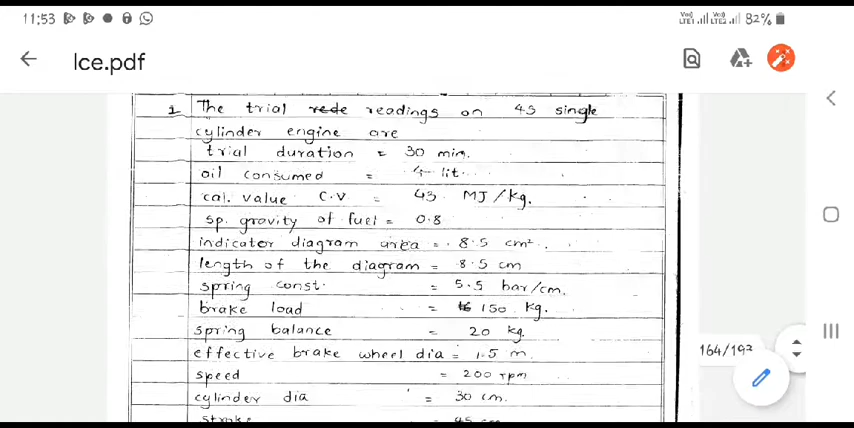 11:53 82%
Ice.pdf
1 The trial rede readings on 4s single
cylinder engine are
trial duration = 30 min.
oil consumed = 4 lit.
cal. value C.V = 43 MJ/kg.
sp. gravity of fuel = 0.8
indicator diagram area = 8.5 cm².
length of the diagram = 8.5 cm
spring const. = 5.5 bar/cm.
brake load = 150 kg.
spring balance = 20 kg.
effective brake wheel dia = 1.5 m.
speed = 200 rpm
cylinder dia = 30 cm.
stroke = 45 cm
164/192